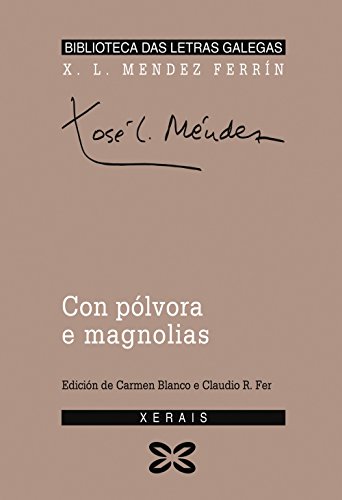 BIBLIOTECA DAS LETRAS GALEGAS
X. L. MENDEZ FERRÍN
Xosé L. Méndez
Con pólvora
e magnolias
Edición de Carmen Blanco e Claudio R. Fer
XERAIS